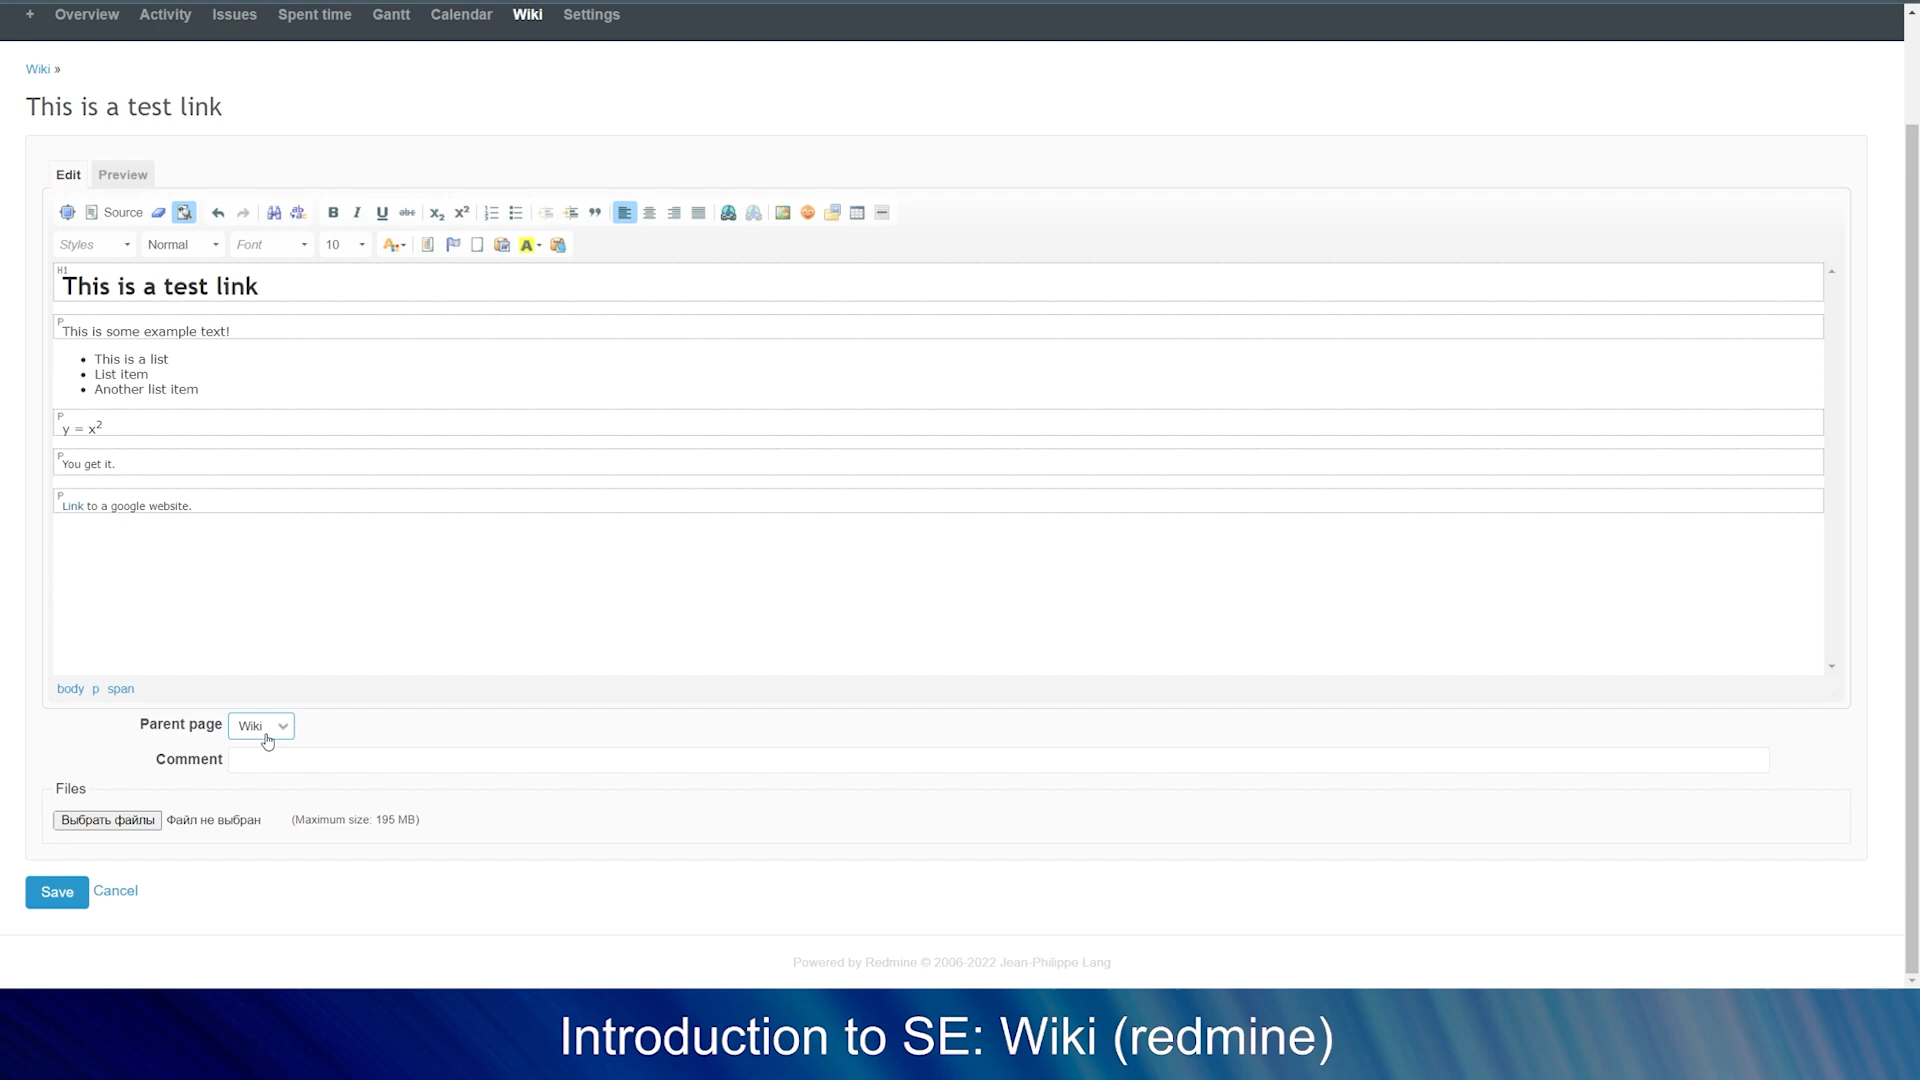 + Overview Activity Issues Spent time Gantt Calendar Wiki Settings
Wiki »
This is a test link
Edit Preview
Source
Styles Normal Font 10
H1
This is a test link
P
This is some example text!
• This is a list
• List item
• Another list item
P
y = x²
P
You get it.
P
Link to a google website.
body p span
Parent page Wiki
Comment
Files
Выбрать файлы Файл не выбран (Maximum size: 195 MB)
Save Cancel
Powered by Redmine © 2006-2022 Jean-Philippe Lang
Introduction to SE: Wiki (redmine)